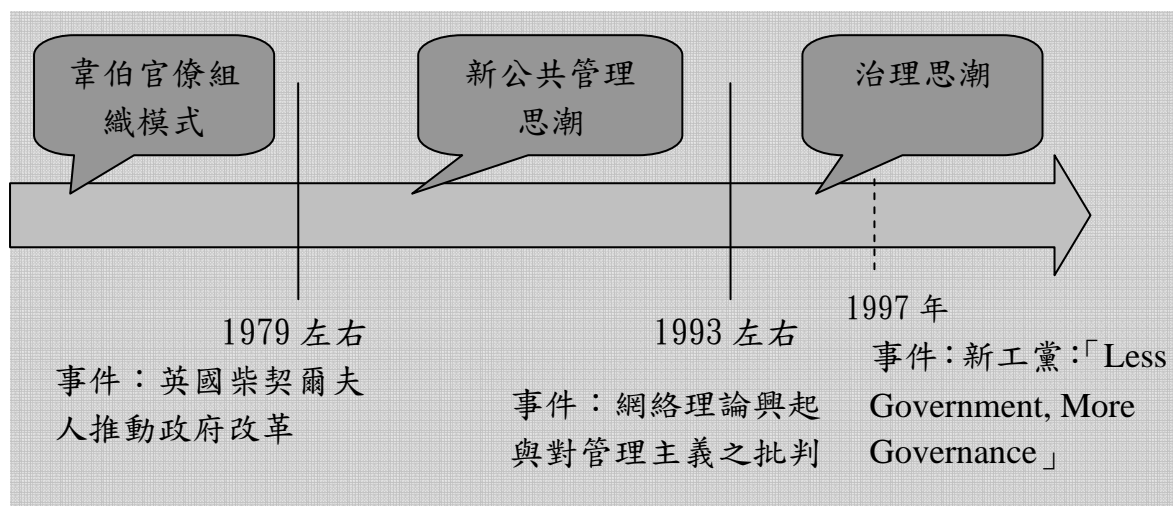 韋伯官僚組
織模式
新公共管理
思潮
治理思潮
1979 左右
事件：英國柴契爾夫
人推動政府改革
1993 左右
事件：網絡理論興起
與對管理主義之批判
1997 年
事件：新工黨：「Less
Government, More
Governance」